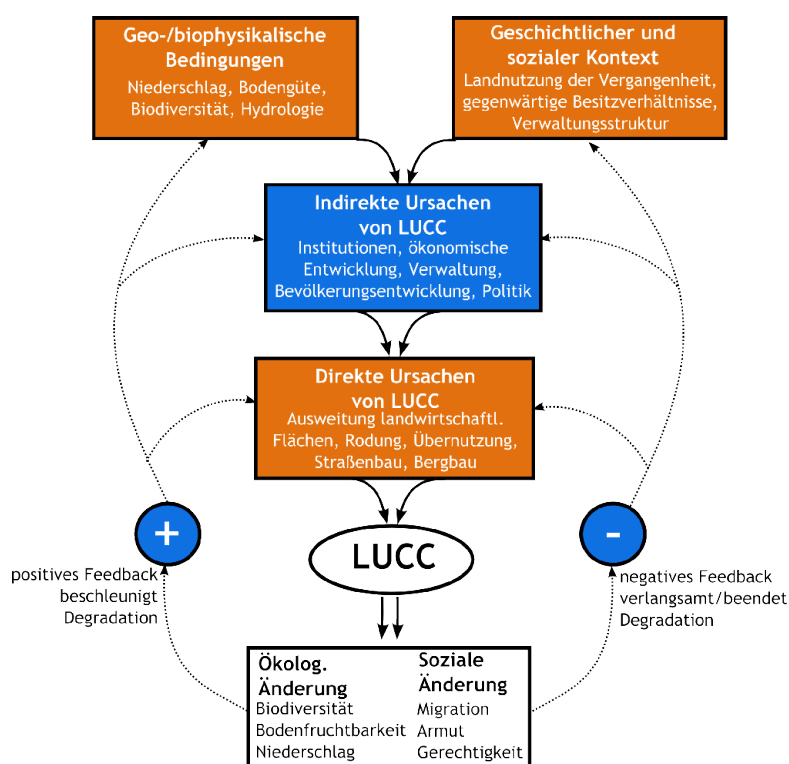 Geo-/biophysikalische
Bedingungen
Niederschlag, Bodengüte,
Biodiversität, Hydrologie
Geschichtlicher und
sozialer Kontext
Landnutzung der Vergangenheit,
gegenwärtige Besitzverhältnisse,
Verwaltungsstruktur
Indirekte Ursachen
von LUCC
Institutionen, ökonomische
Entwicklung, Verwaltung,
Bevölkerungsentwicklung, Politik
Direkte Ursachen
von LUCC
Ausweitung landwirtschaftl.
Flächen, Rodung, Übernutzung,
Straßenbau, Bergbau
+
positives Feedback
beschleunigt
Degradation
LUCC
-
negatives Feedback
verlangsamt/beendet
Degradation
Ökolog.
Änderung
Biodiversität
Bodenfruchtbarkeit
Niederschlag
Soziale
Änderung
Migration
Armut
Gerechtigkeit